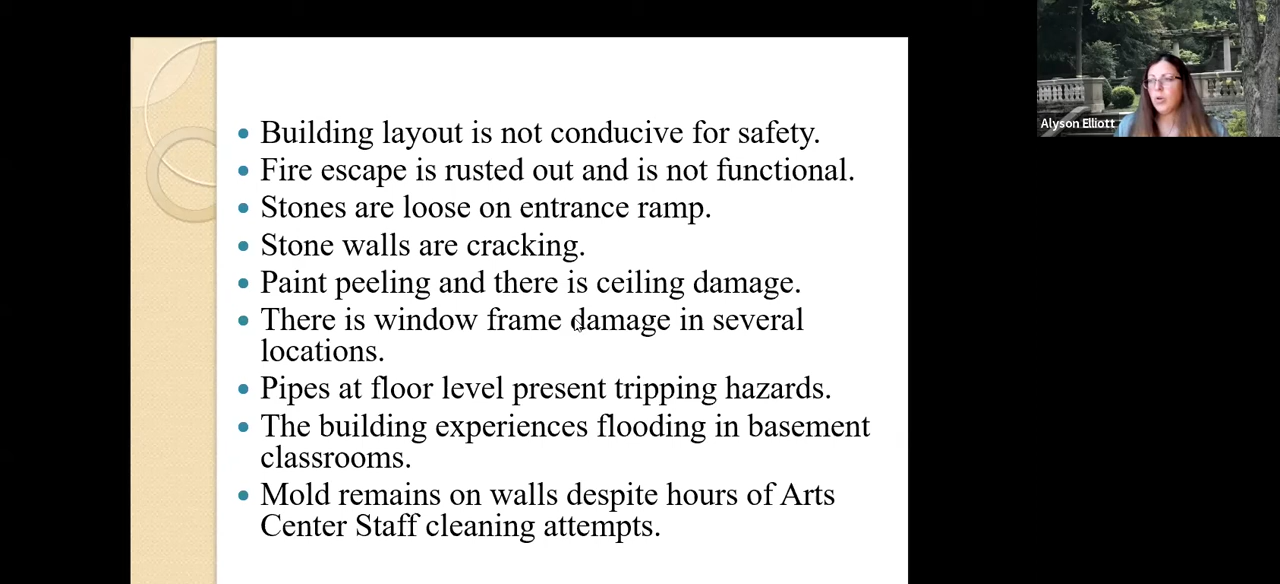 Building layout is not conducive for safety.
Fire escape is rusted out and is not functional.
Stones are loose on entrance ramp.
Stone walls are cracking.
Paint peeling and there is ceiling damage.
There is window frame damage in several
locations.
Pipes at floor level present tripping hazards.
The building experiences flooding in basement
classrooms.
Mold remains on walls despite hours of Arts
Center Staff cleaning attempts.
Alyson Elliott